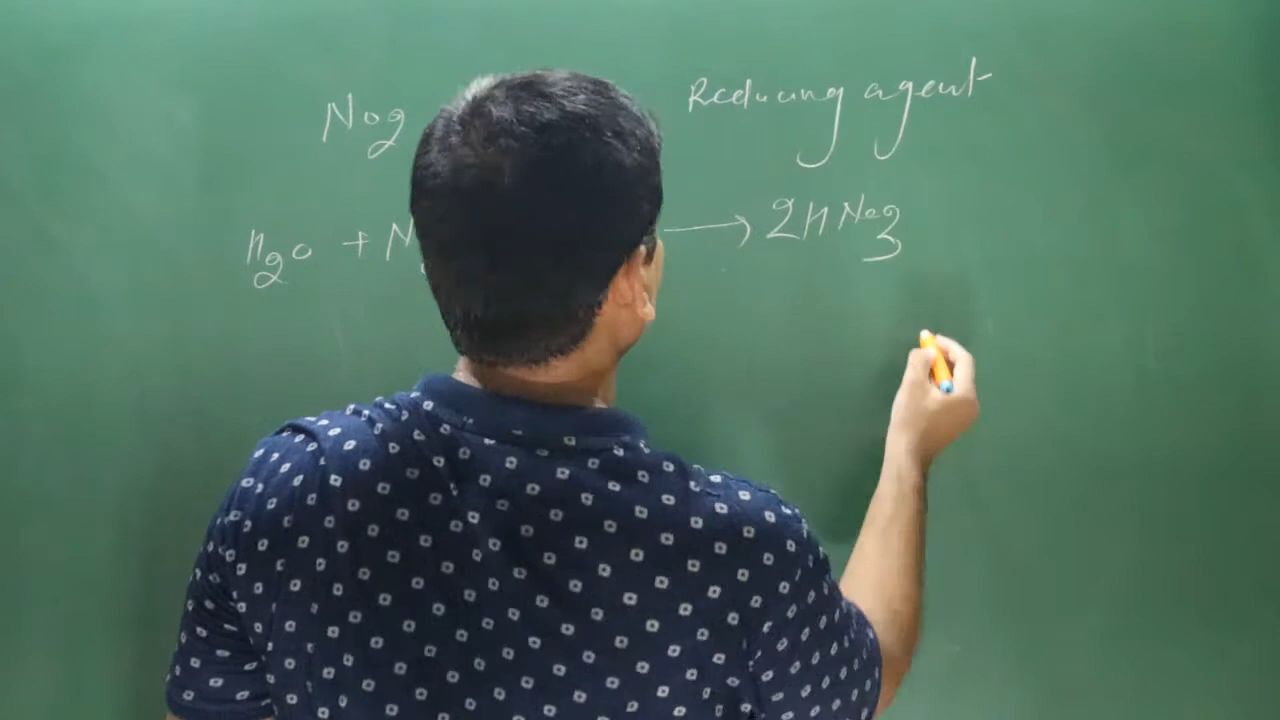 No2 Reducing agent
H2O + N → 2HNO3